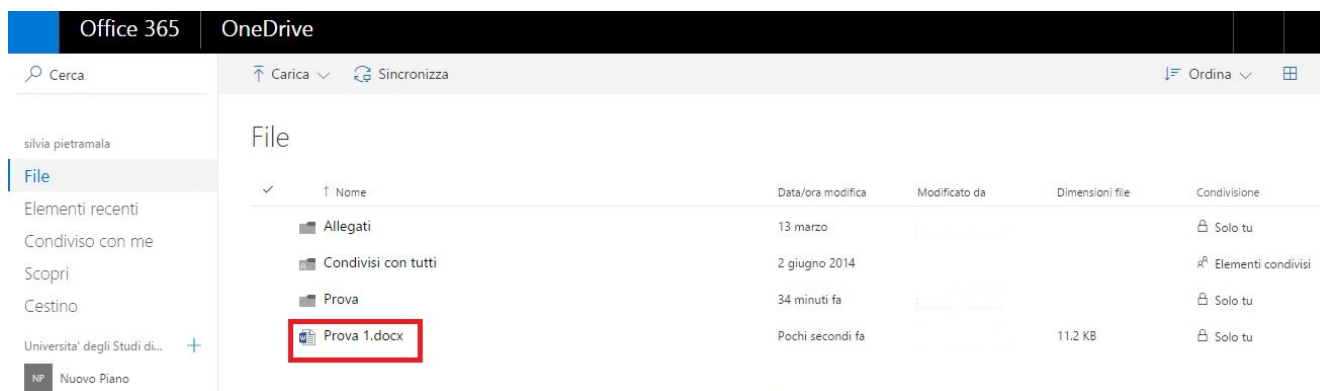 Office 365 OneDrive
Cerca Carica Sincronizza Ordina
silvia pietramala
File
File
Nome Data/ora modifica Modificato da Dimensioni file Condivisione
Elementi recenti
Allegati 13 marzo Solo tu
Condiviso con me
Condivisi con tutti 2 giugno 2014 Elementi condivisi
Scopri
Prova 34 minuti fa Solo tu
Cestino
Prova 1.docx Pochi secondi fa 11.2 KB Solo tu
Universita' degli Studi di...
NP Nuovo Piano